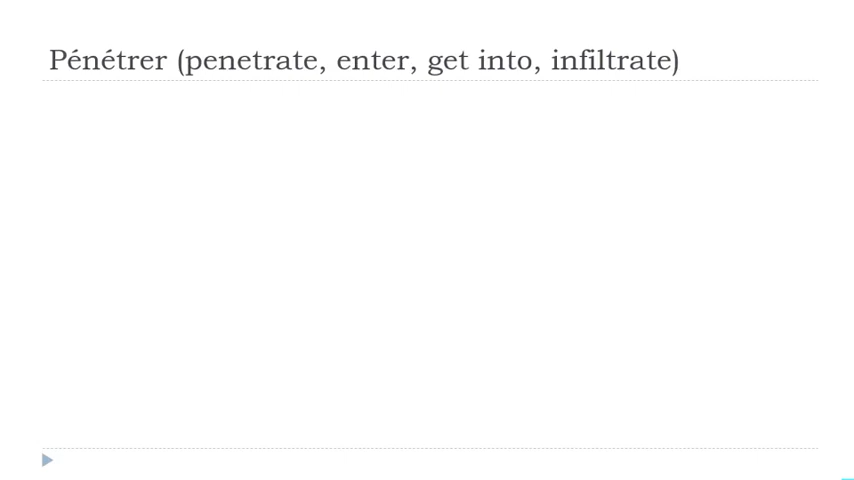 Pénétrer (penetrate, enter, get into, infiltrate)